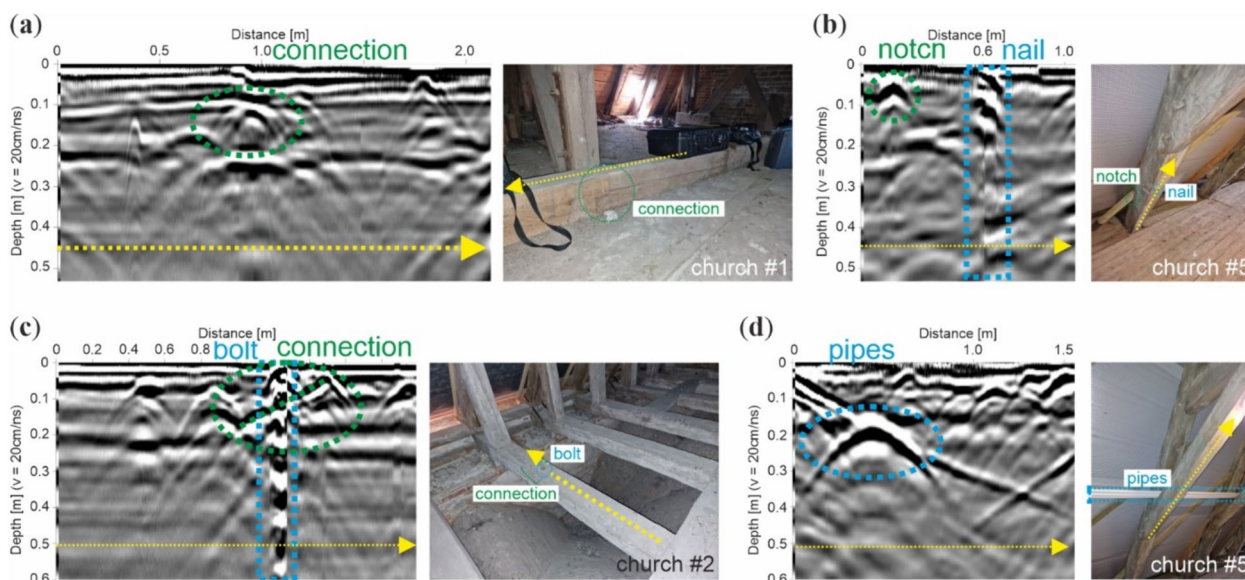 (a)
Distance [m]
connection
0 0.5 1.0 2.0
Depth [m] (v = 20cm/ns)
0
0.1
0.2
0.3
0.4
0.5
connection
church #1
(b)
Distance [m]
notcn nail
0 0.6 1.0
Depth [m] (v = 20cm/ns)
0
0.1
0.2
0.3
0.4
0.5
notch
nail
church #5
(c)
Distance [m]
bolt connection
0 0.2 0.4 0.6 0.8
Depth [m] (v = 20cm/ns)
0
0.1
0.2
0.3
0.4
0.5
0.6
bolt
connection
church #2
(d)
Distance [m]
pipes
0 1.0 1.5
Depth [m] (v = 20cm/ns)
0
0.1
0.2
0.3
0.4
0.5
0.6
pipes
church #5